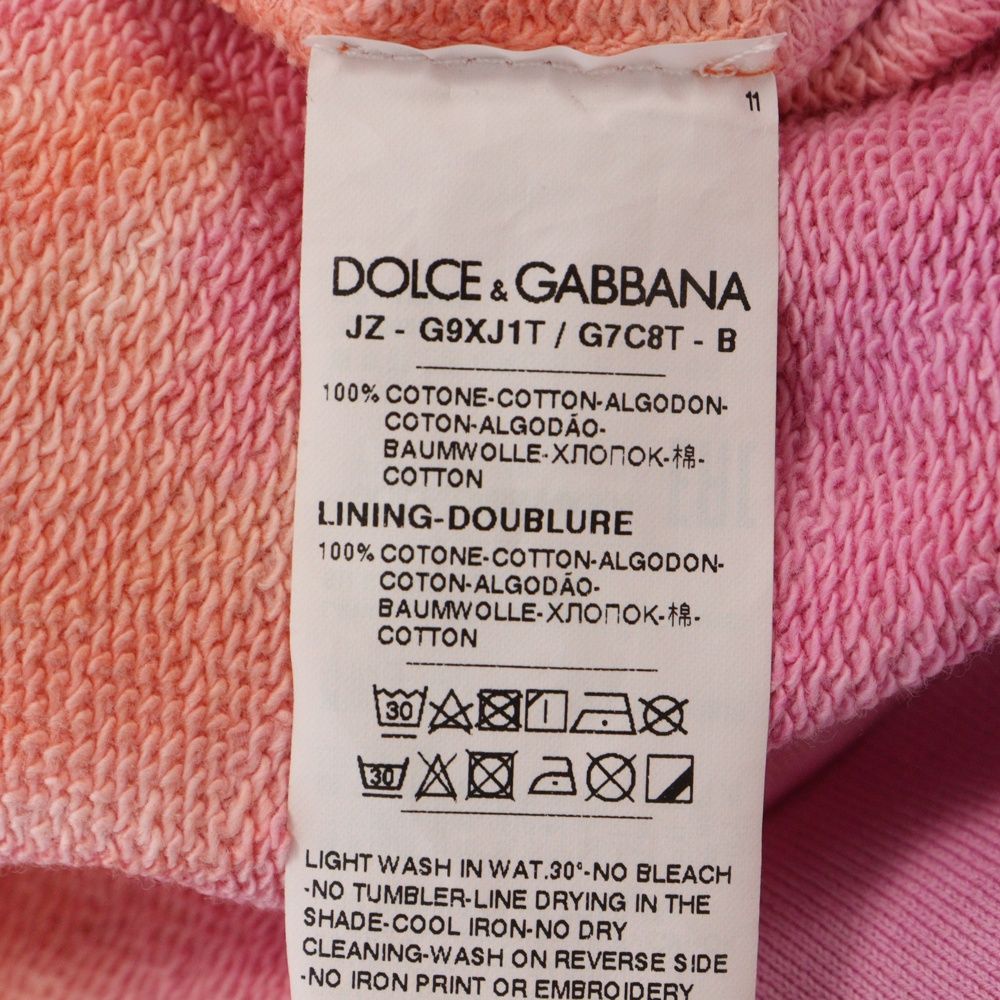 11
DOLCE & GABBANA
JZ - G9XJ1T / G7C8T - B
100% COTONE-COTTON-ALGODON-
COTON-ALGODÃO-
BAUMWOLLE-ХЛОПОК-棉-
COTTON
LINING-DOUBLURE
100% COTONE-COTTON-ALGODON-
COTON-ALGODÃO-
BAUMWOLLE-ХЛОПОК-棉-
COTTON
30
30
LIGHT WASH IN WAT.30°-NO BLEACH
-NO TUMBLER-LINE DRYING IN THE
SHADE-COOL IRON-NO DRY
CLEANING-WASH ON REVERSE SIDE
-NO IRON PRINT OR EMBROIDERY